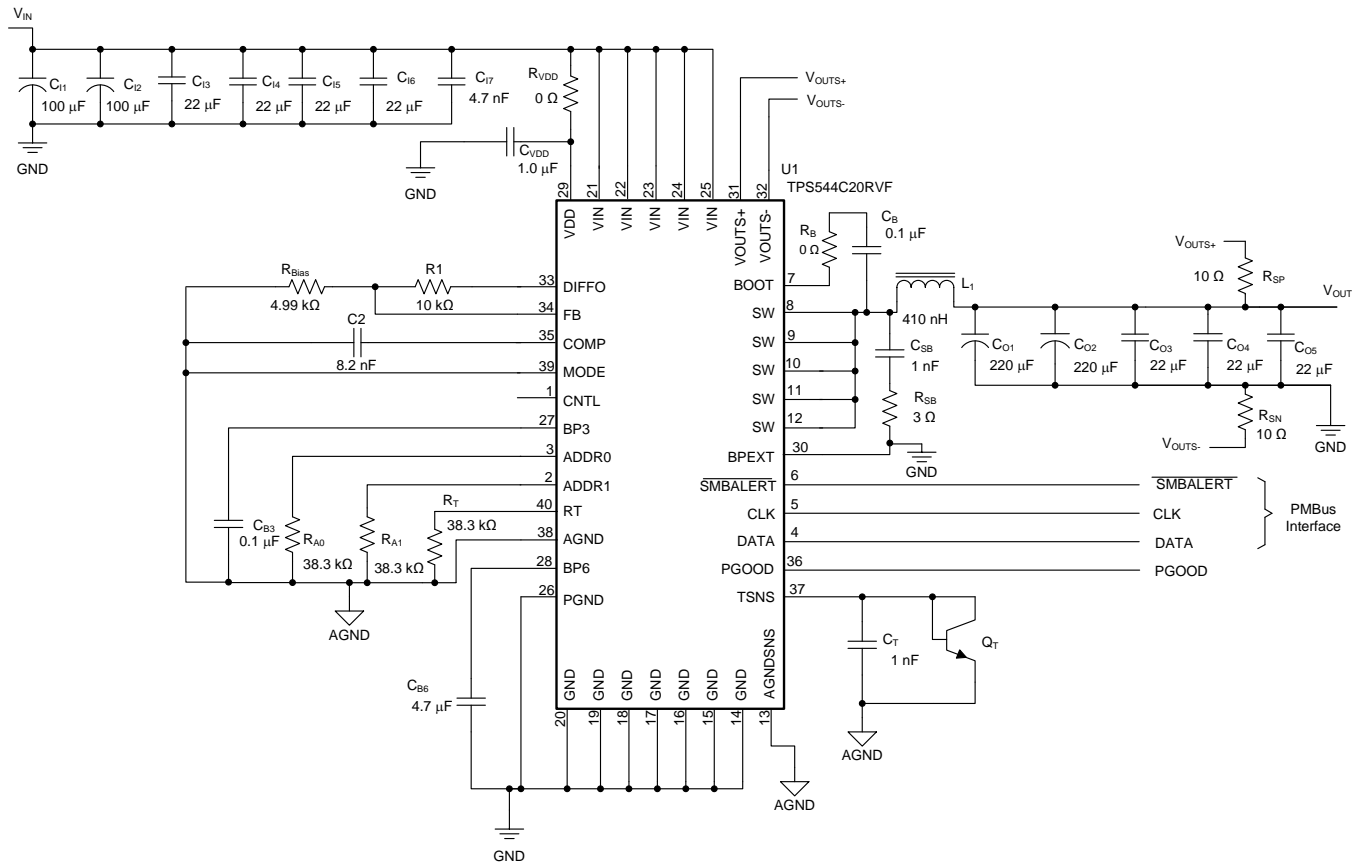 VIN
CI1
100 µF
CI2
100 µF
CI3
22 µF
CI4
22 µF
CI5
22 µF
CI6
22 µF
CI7
4.7 nF
GND
RVDD
0 Ω
CVDD
1.0 µF
GND
VOUTS+
VOUTS-
U1
TPS544C20RVF
29
21
22
23
24
25
31
32
VDD
VIN
VIN
VIN
VIN
VIN
VOUTS+
VOUTS-
RBias
4.99 kΩ
R1
10 kΩ
C2
8.2 nF
33
DIFFO
34
FB
35
COMP
39
MODE
1
CNTL
27
BP3
3
ADDR0
2
ADDR1
40
RT
38
AGND
28
BP6
26
PGND
CB3
0.1 µF
RA0
38.3 kΩ
RA1
38.3 kΩ
RT
38.3 kΩ
AGND
CB6
4.7 µF
GND
GND
GND
GND
GND
GND
GND
GND
AGNDSNS
20
19
18
17
16
15
14
13
AGND
RB
0 Ω
CB
0.1 µF
BOOT
7
SW
8
SW
9
SW
10
SW
11
SW
12
BPEXT
30
SMBALERT
6
CLK
5
DATA
4
PGOOD
36
TSNS
37
L1
410 nH
CSB
1 nF
RSB
3 Ω
GND
VOUTS+
10 Ω
RSP
VOUT
CO1
220 µF
CO2
220 µF
CO3
22 µF
CO4
22 µF
CO5
22 µF
RSN
10 Ω
VOUTS-
GND
SMBALERT
CLK
DATA
PMBus
Interface
PGOOD
CT
1 nF
QT
AGND